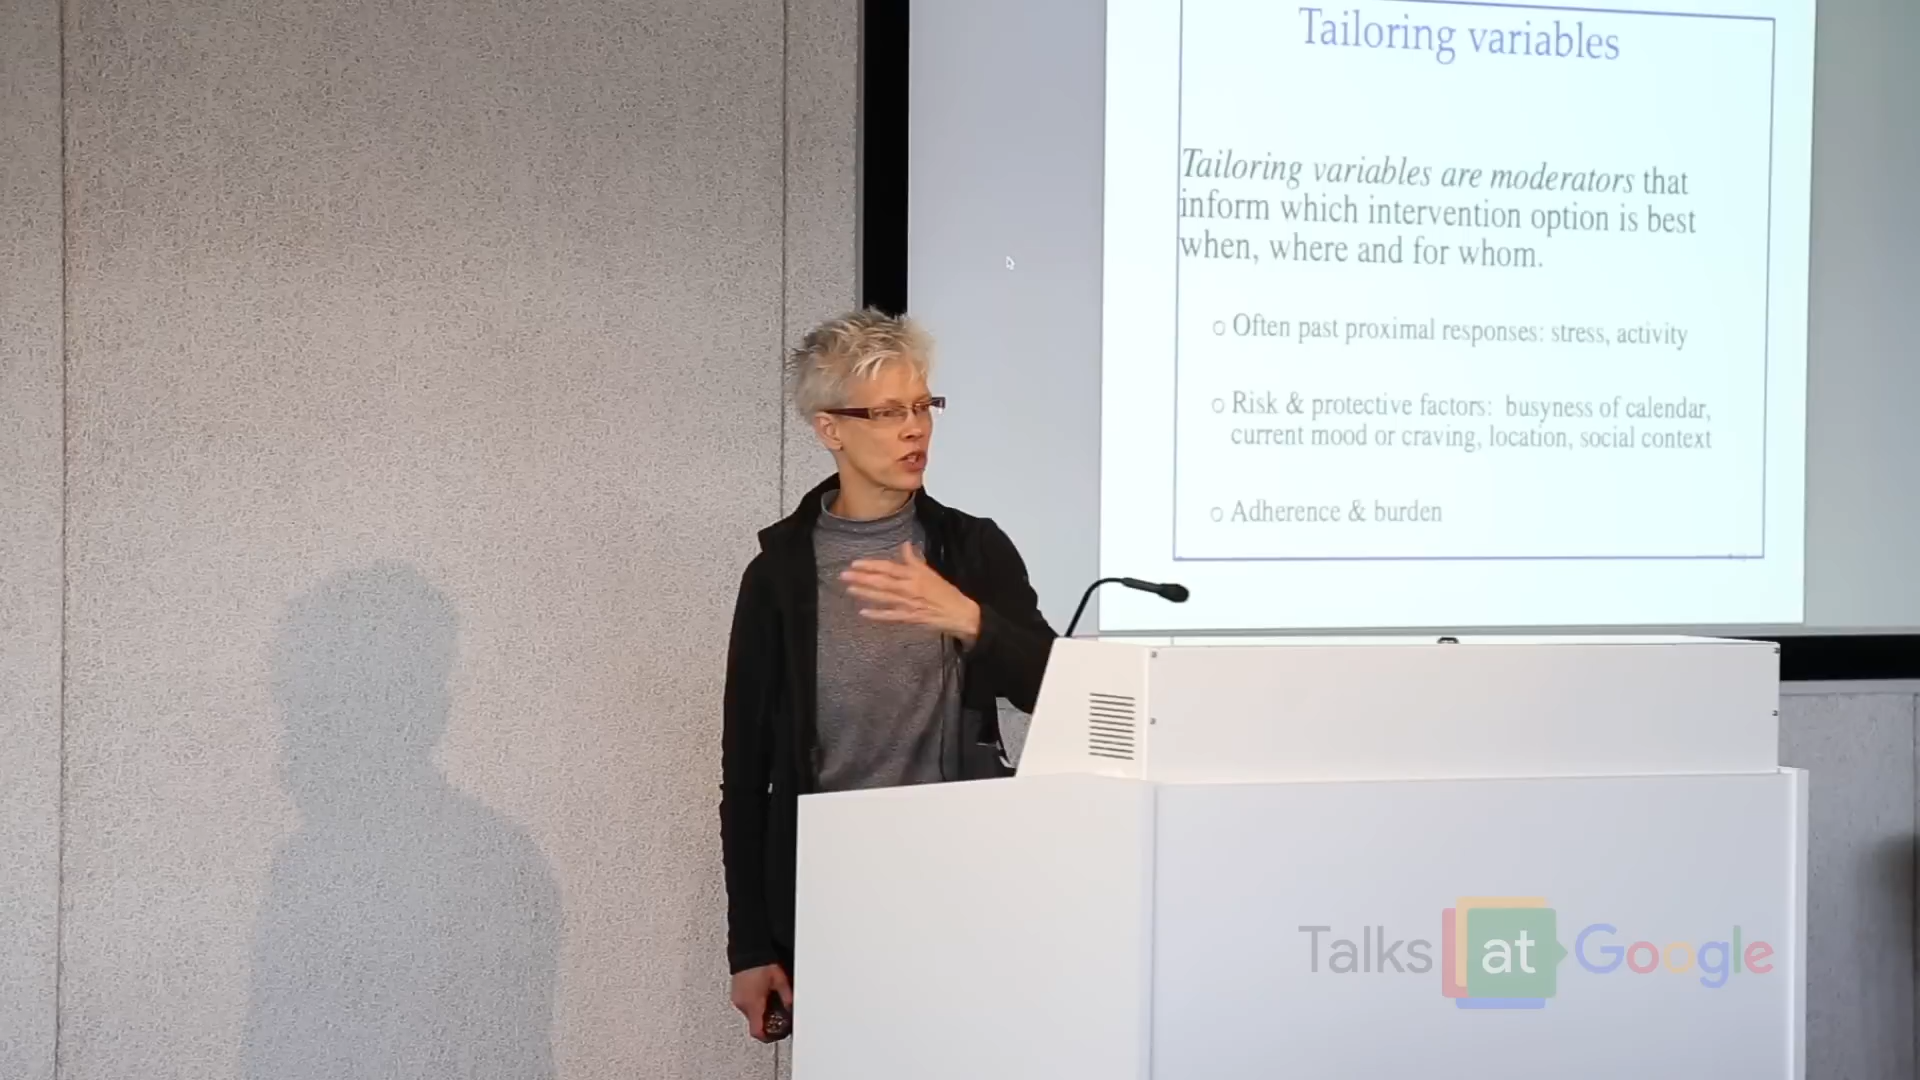 Tailoring variables
Tailoring variables are moderators that
inform which intervention option is best
when, where and for whom.
Often past proximal responses: stress, activity
Risk & protective factors: busyness of calendar,
current mood or craving, location, social context
Adherence & burden
Talks at Google